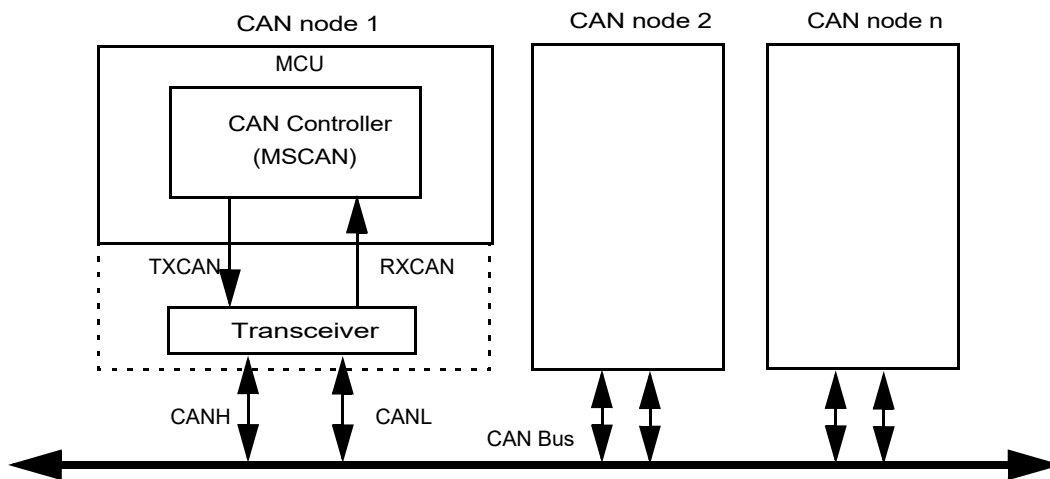 CAN node 1
CAN node 2
CAN node n
MCU
CAN Controller
(MSCAN)
TXCAN
RXCAN
Transceiver
CANH
CANL
CAN Bus